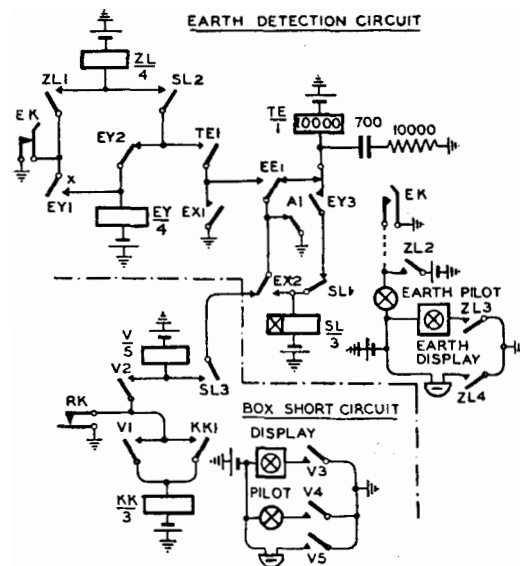 EARTH DETECTION CIRCUIT
ZL
4
ZL1
SL2
EK
TE
1
700
10000
EY2
TE1
X
EY1
EY
4
EX1
EE1
A1
EY3
EK
ZL2
EX2
SL1
EARTH PILOT
SL
3
ZL3
EARTH
DISPLAY
ZL4
V
5
V2
SL3
RK
V1
KK1
KK
3
BOX SHORT CIRCUIT
DISPLAY
V3
PILOT
V4
V5